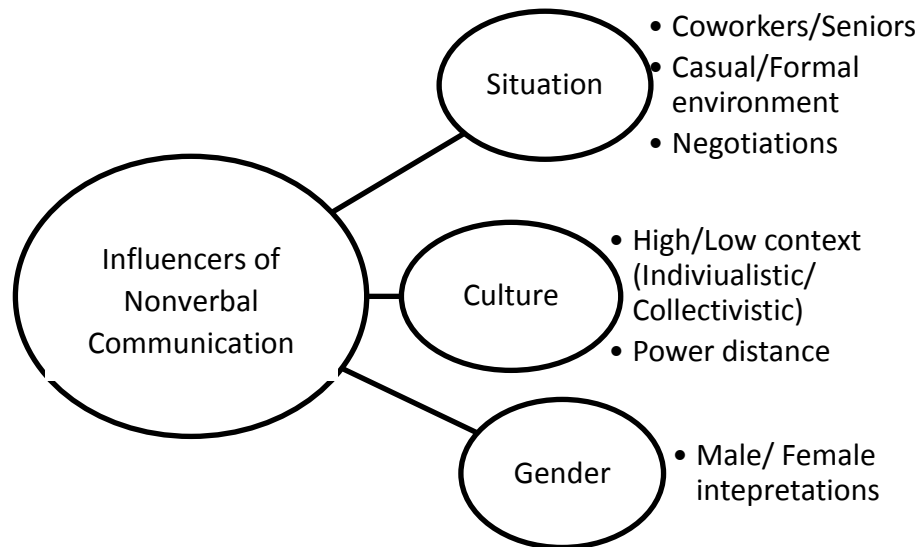 Influencers of
Nonverbal
Communication
Situation
• Coworkers/Seniors
• Casual/Formal
environment
• Negotiations
Culture
• High/Low context
(Indiviualistic/
Collectivistic)
• Power distance
Gender
• Male/ Female
intepretations